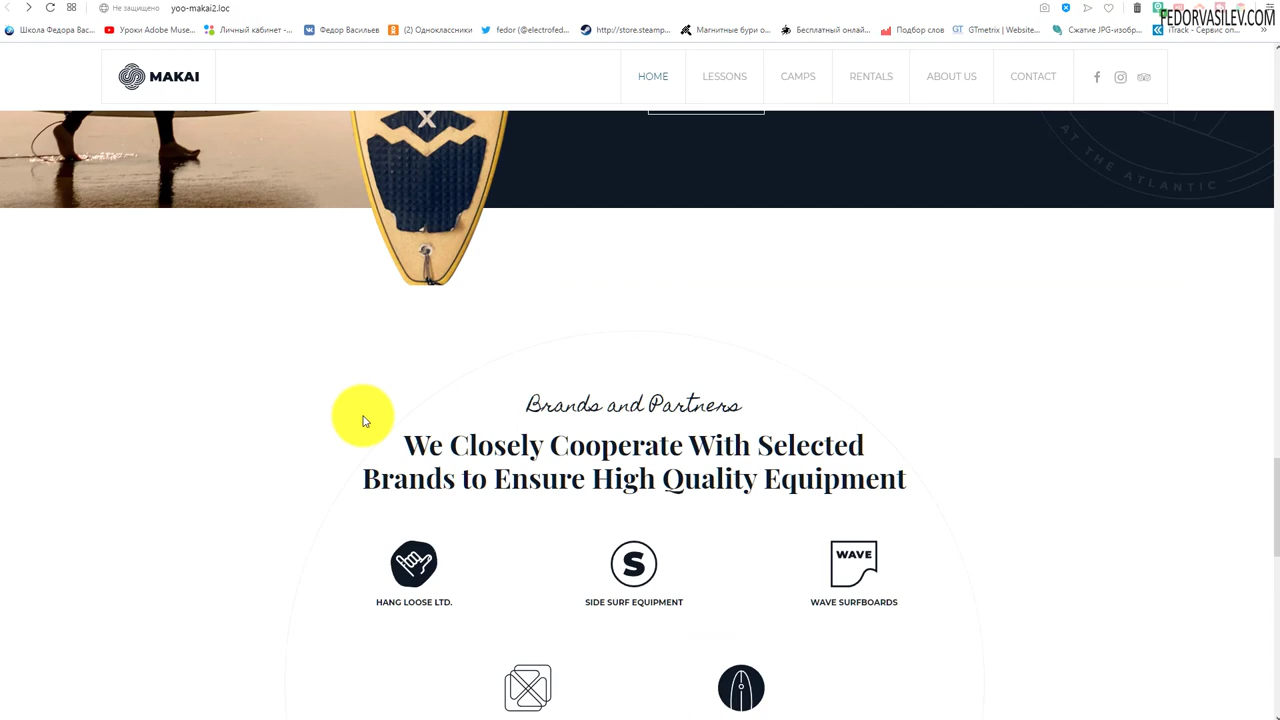 Не защищено yoo-makai2.loc
FEDORVASILEV.COM
Школа Федора Вас... Уроки Adobe Muse... Личный кабинет -... Федор Васильев (2) Одноклассники fedor (@electrofed... http://store.steamp... Магнитные бури о... Бесплатный онлай... Подбор слов GTmetrix | Website... Сжатие JPG-изобр... iTrack - Сервис оп... »
MAKAI HOME LESSONS CAMPS RENTALS ABOUT US CONTACT
X
AT THE ATLANTIC
Brands and Partners
We Closely Cooperate With Selected
Brands to Ensure High Quality Equipment
S WAVE
HANG LOOSE LTD. SIDE SURF EQUIPMENT WAVE SURFBOARDS